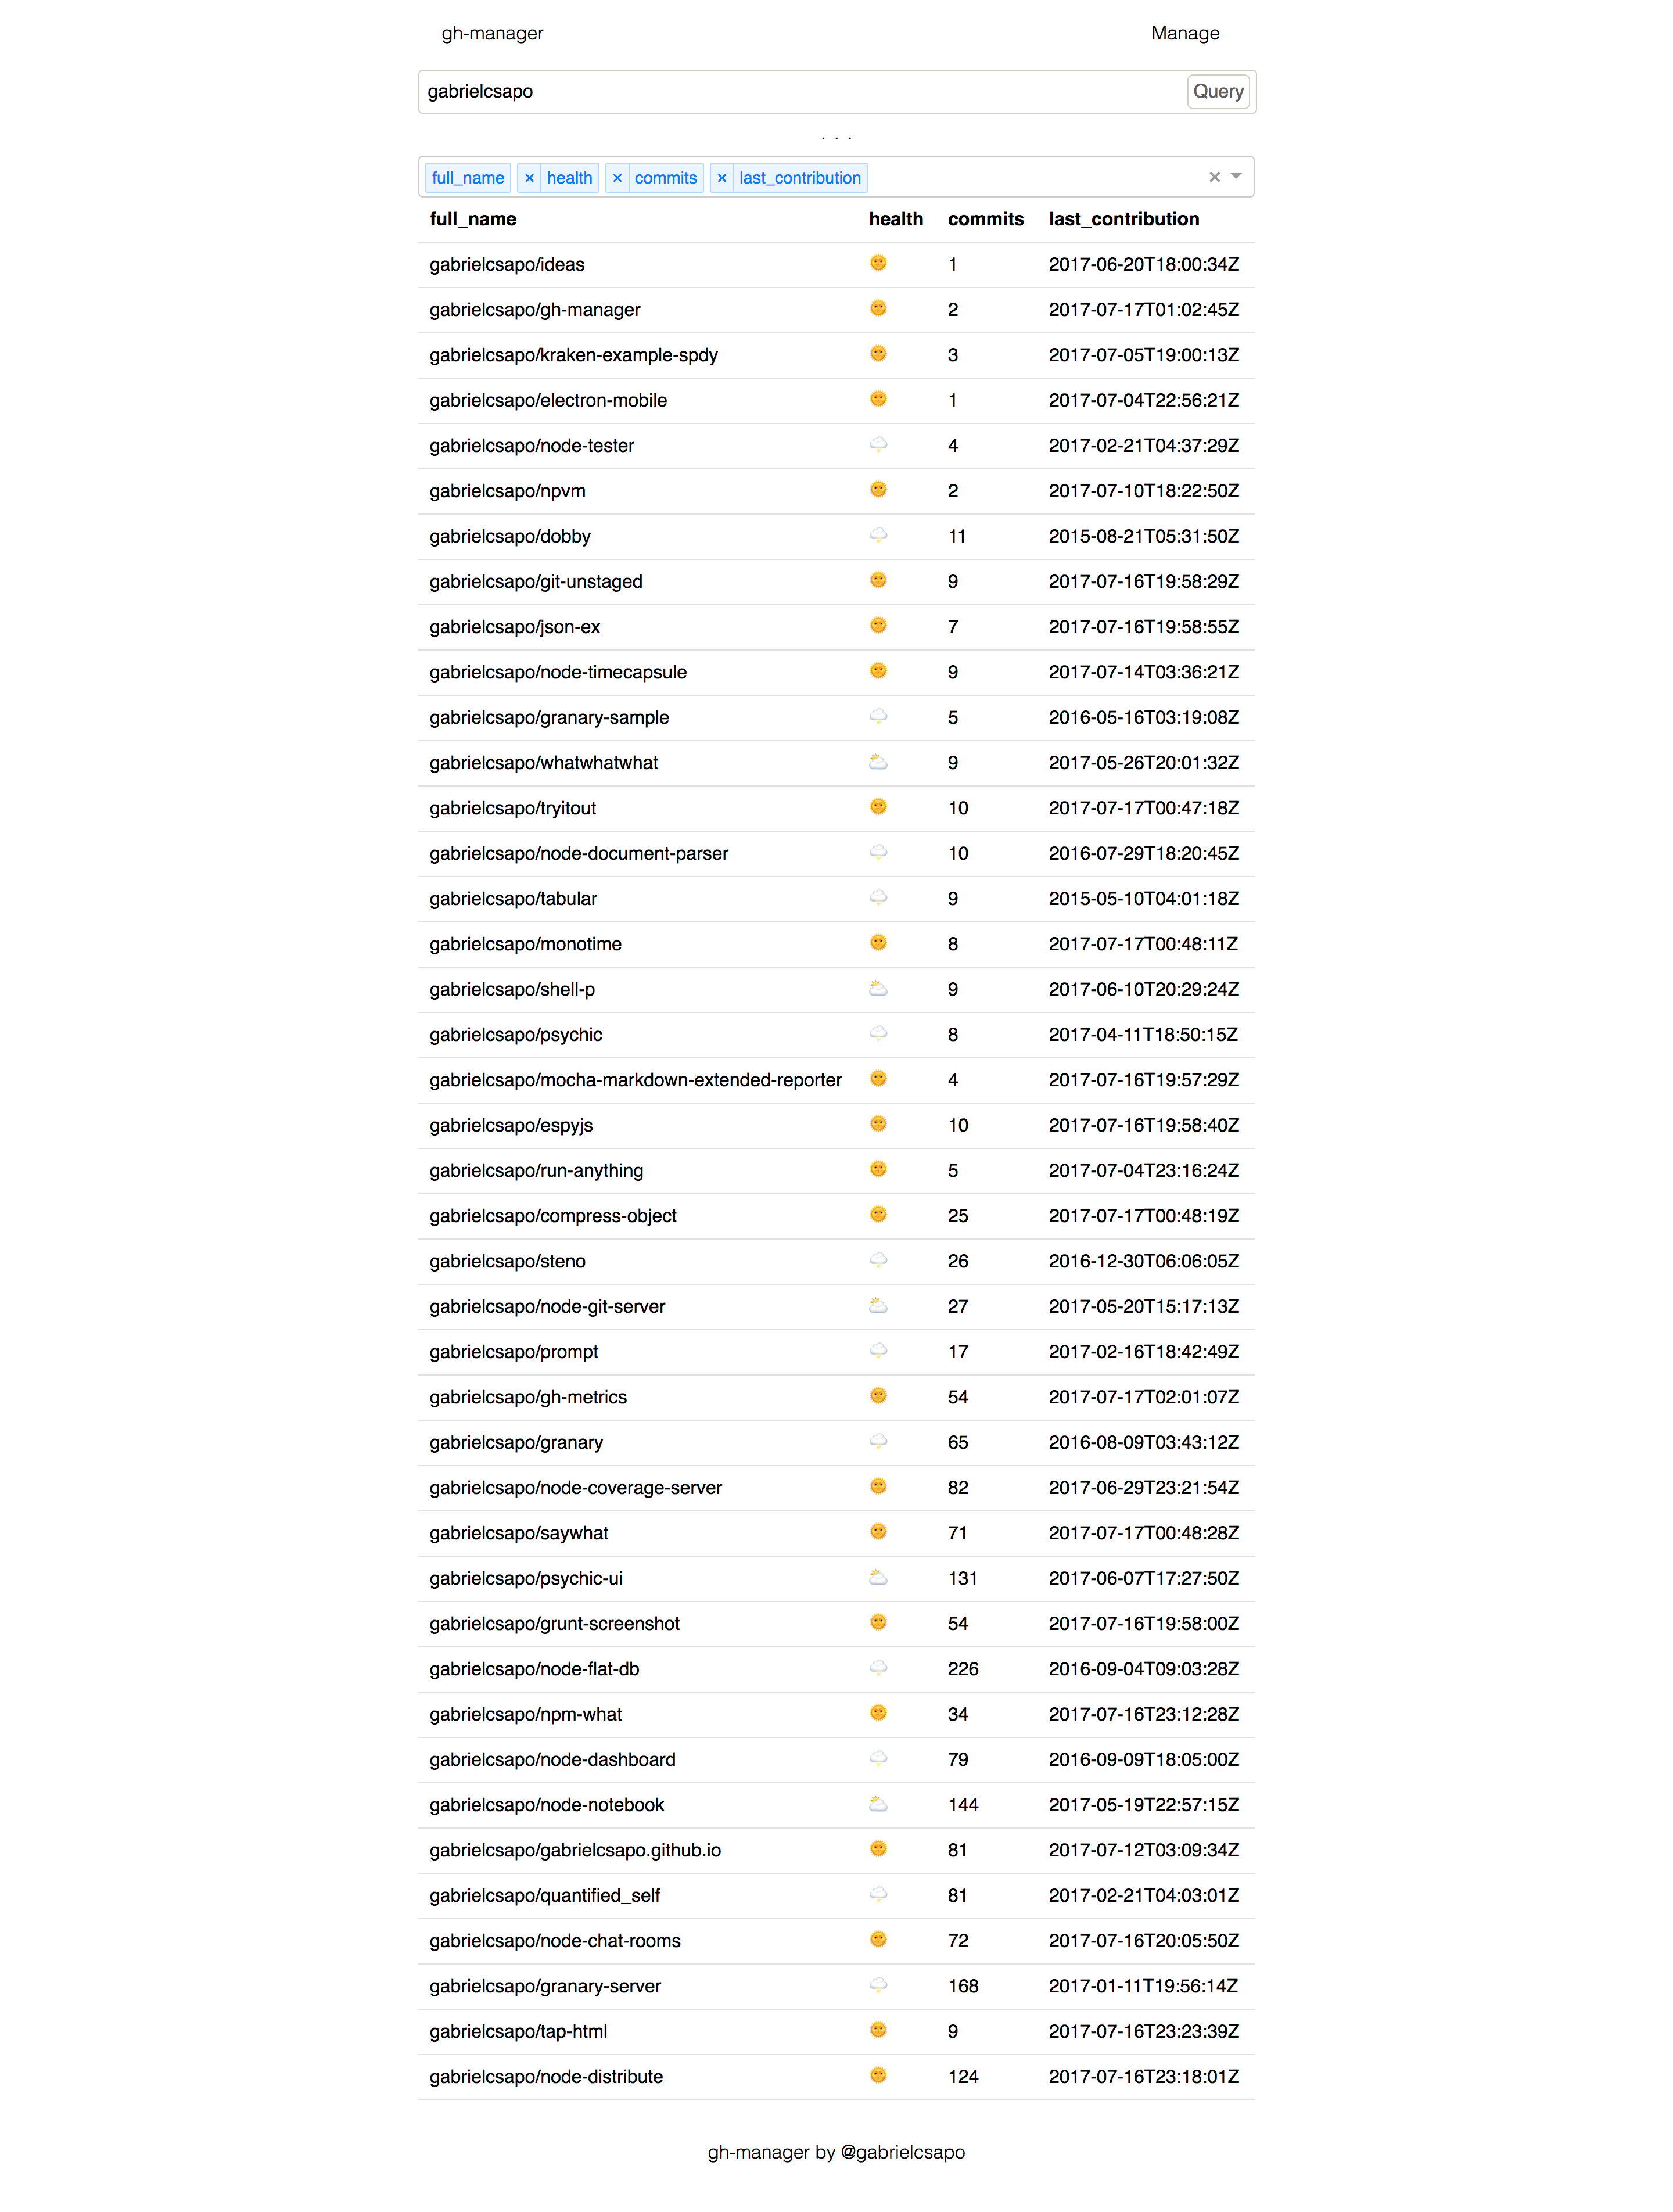 gh-manager Manage
gabrielcsapo Query
. . .
full_name × health × commits × last_contribution ×
full_name health commits last_contribution
gabrielcsapo/ideas 1 2017-06-20T18:00:34Z
gabrielcsapo/gh-manager 2 2017-07-17T01:02:45Z
gabrielcsapo/kraken-example-spdy 3 2017-07-05T19:00:13Z
gabrielcsapo/electron-mobile 1 2017-07-04T22:56:21Z
gabrielcsapo/node-tester 4 2017-02-21T04:37:29Z
gabrielcsapo/npvm 2 2017-07-10T18:22:50Z
gabrielcsapo/dobby 11 2015-08-21T05:31:50Z
gabrielcsapo/git-unstaged 9 2017-07-16T19:58:29Z
gabrielcsapo/json-ex 7 2017-07-16T19:58:55Z
gabrielcsapo/node-timecapsule 9 2017-07-14T03:36:21Z
gabrielcsapo/granary-sample 5 2016-05-16T03:19:08Z
gabrielcsapo/whatwhatwhat 9 2017-05-26T20:01:32Z
gabrielcsapo/tryitout 10 2017-07-17T00:47:18Z
gabrielcsapo/node-document-parser 10 2016-07-29T18:20:45Z
gabrielcsapo/tabular 9 2015-05-10T04:01:18Z
gabrielcsapo/monotime 8 2017-07-17T00:48:11Z
gabrielcsapo/shell-p 9 2017-06-10T20:29:24Z
gabrielcsapo/psychic 8 2017-04-11T18:50:15Z
gabrielcsapo/mocha-markdown-extended-reporter 4 2017-07-16T19:57:29Z
gabrielcsapo/espyjs 10 2017-07-16T19:58:40Z
gabrielcsapo/run-anything 5 2017-07-04T23:16:24Z
gabrielcsapo/compress-object 25 2017-07-17T00:48:19Z
gabrielcsapo/steno 26 2016-12-30T06:06:05Z
gabrielcsapo/node-git-server 27 2017-05-20T15:17:13Z
gabrielcsapo/prompt 17 2017-02-16T18:42:49Z
gabrielcsapo/gh-metrics 54 2017-07-17T02:01:07Z
gabrielcsapo/granary 65 2016-08-09T03:43:12Z
gabrielcsapo/node-coverage-server 82 2017-06-29T23:21:54Z
gabrielcsapo/saywhat 71 2017-07-17T00:48:28Z
gabrielcsapo/psychic-ui 131 2017-06-07T17:27:50Z
gabrielcsapo/grunt-screenshot 54 2017-07-16T19:58:00Z
gabrielcsapo/node-flat-db 226 2016-09-04T09:03:28Z
gabrielcsapo/npm-what 34 2017-07-16T23:12:28Z
gabrielcsapo/node-dashboard 79 2016-09-09T18:05:00Z
gabrielcsapo/node-notebook 144 2017-05-19T22:57:15Z
gabrielcsapo/gabrielcsapo.github.io 81 2017-07-12T03:09:34Z
gabrielcsapo/quantified_self 81 2017-02-21T04:03:01Z
gabrielcsapo/node-chat-rooms 72 2017-07-16T20:05:50Z
gabrielcsapo/granary-server 168 2017-01-11T19:56:14Z
gabrielcsapo/tap-html 9 2017-07-16T23:23:39Z
gabrielcsapo/node-distribute 124 2017-07-16T23:18:01Z
gh-manager by @gabrielcsapo